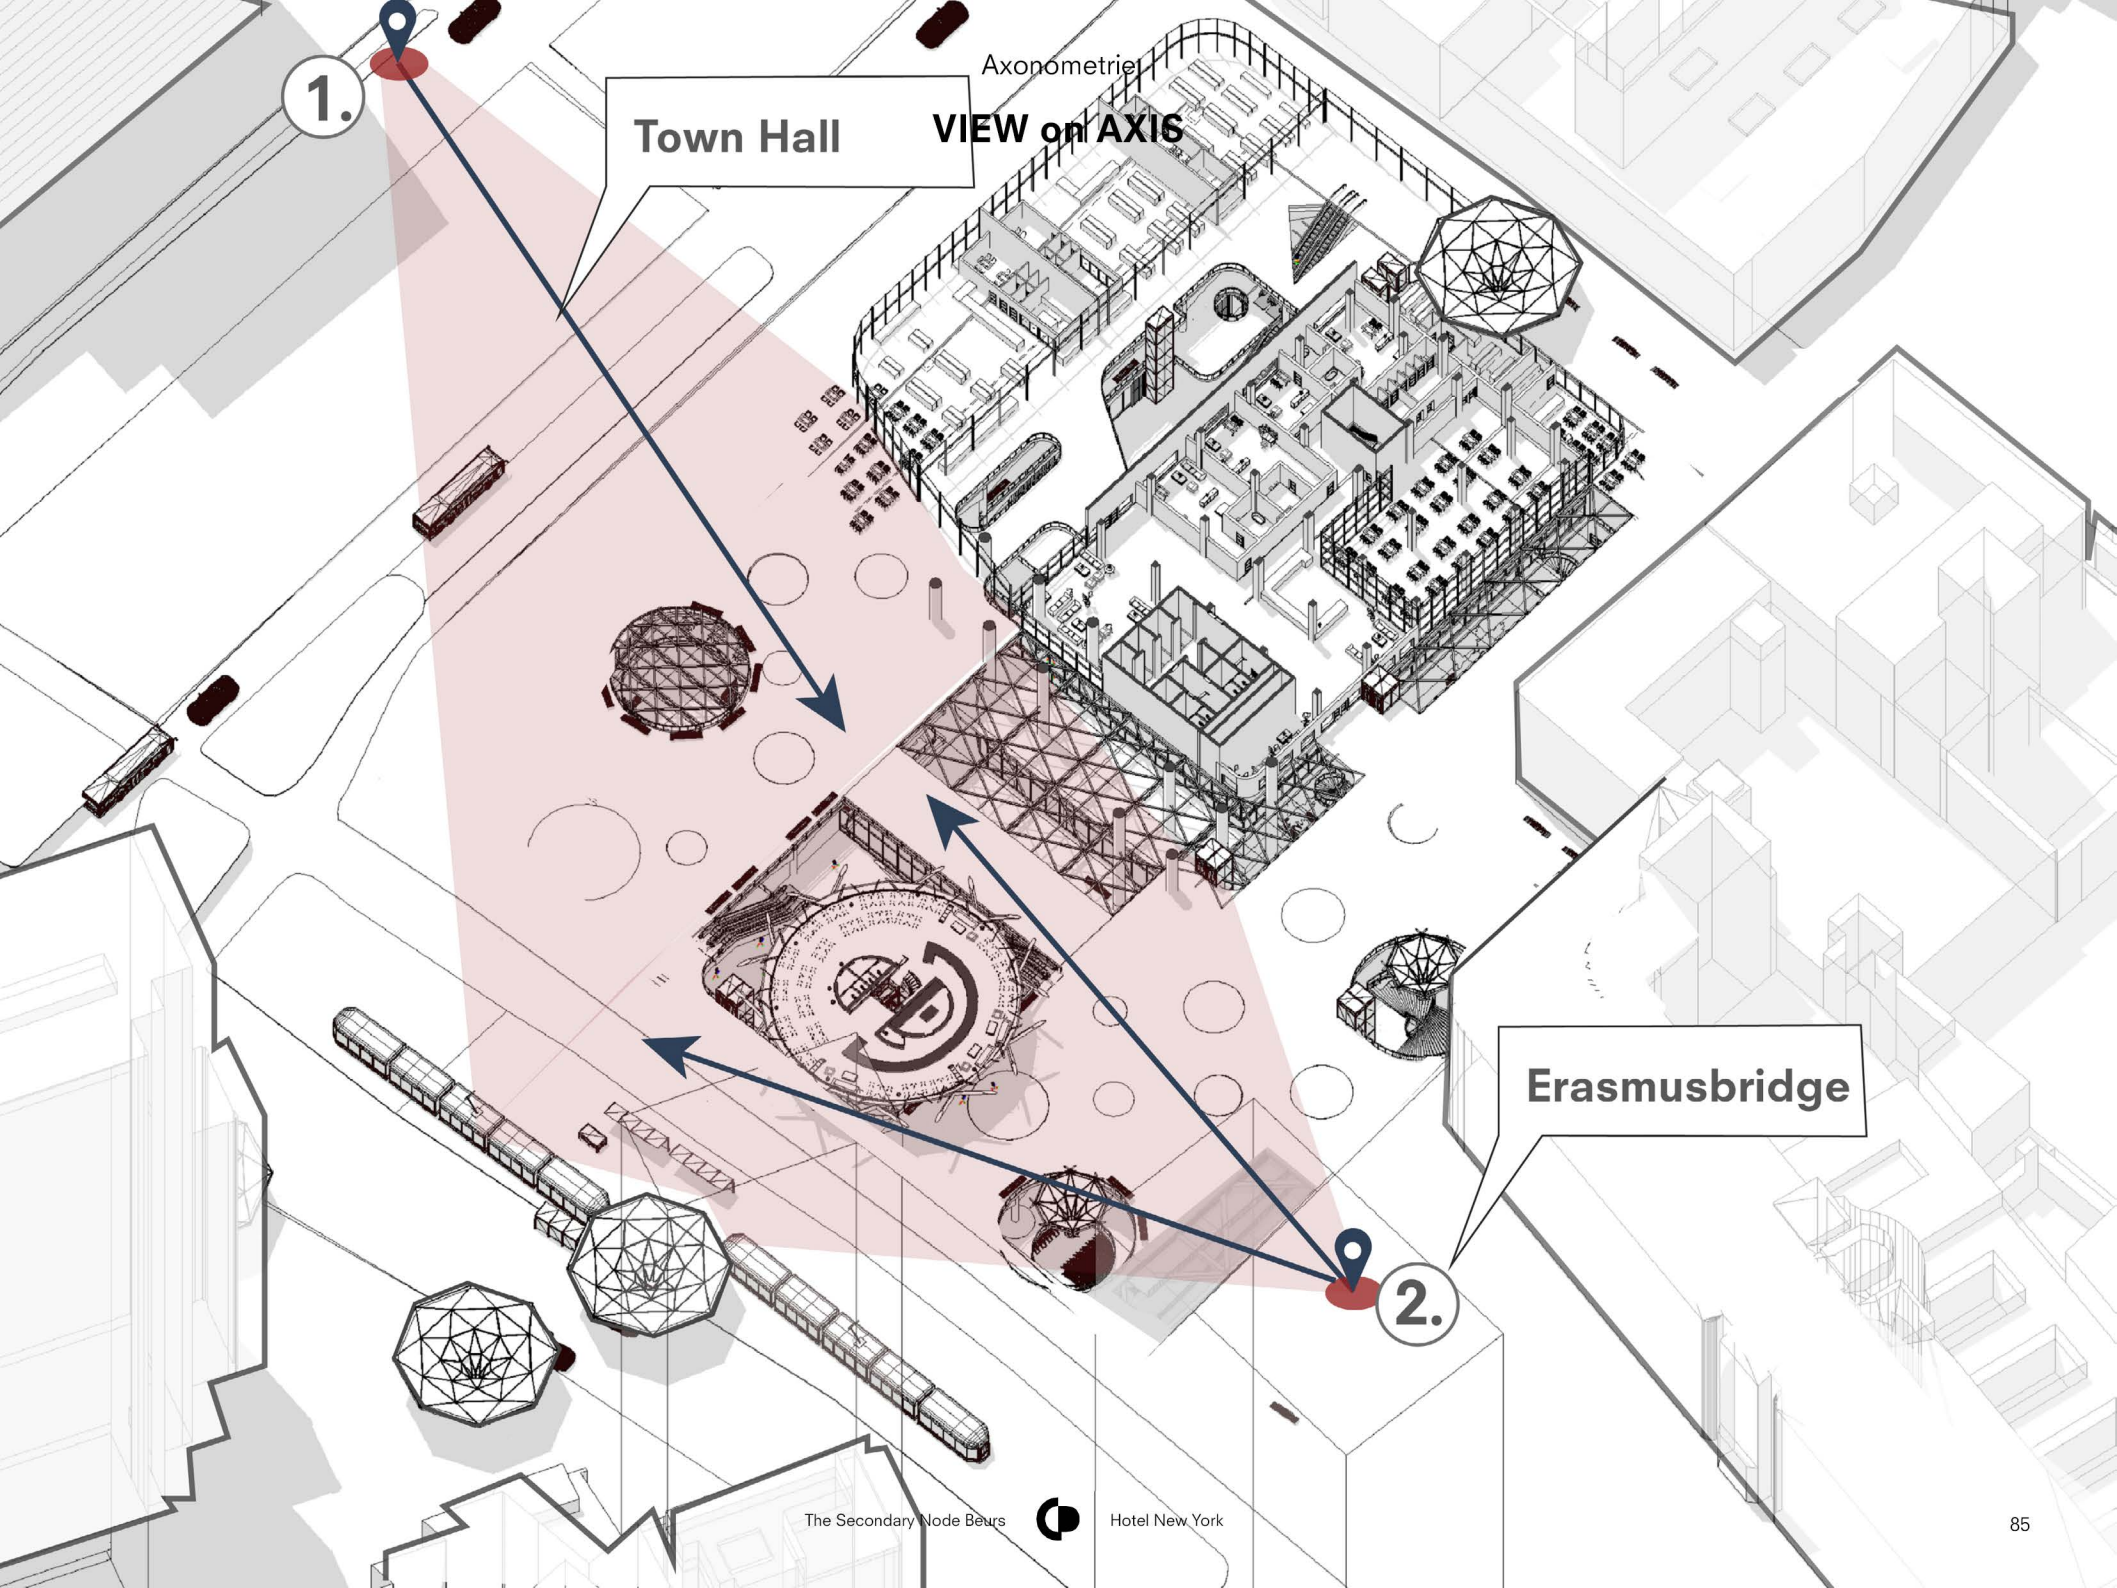 Axonometrie
VIEW on AXIS
1.
Town Hall
Erasmusbridge
2.
The Secondary Node Beurs
Hotel New York
85